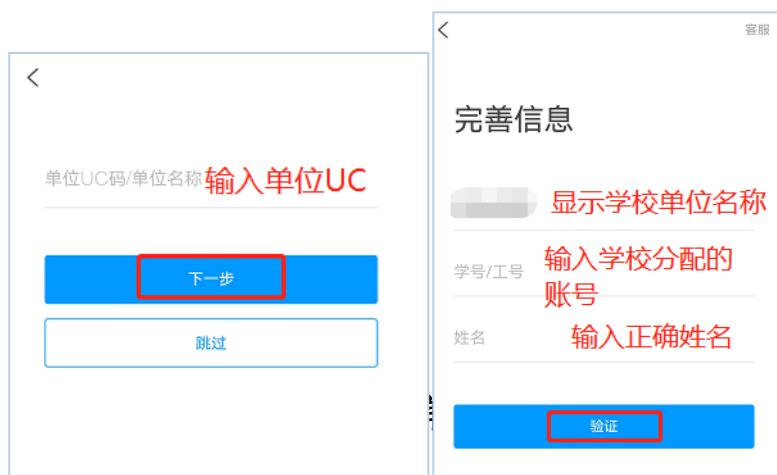 单位UC码/单位名称 输入单位UC
下一步
跳过
客服
完善信息
显示学校单位名称
学号/工号 输入学校分配的
账号
姓名 输入正确姓名
验证